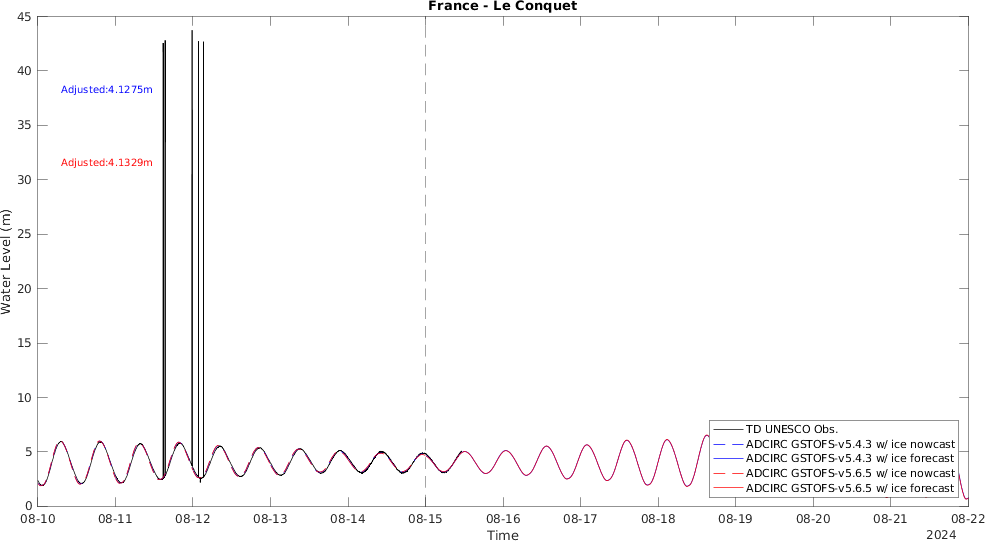 France - Le Conquet
45
40
35
30
25
20
15
10
5
0
Water Level (m)
Adjusted:4.1275m
Adjusted:4.1329m
TD UNESCO Obs.
ADCIRC GSTOFS-v5.4.3 w/ ice nowcast
ADCIRC GSTOFS-v5.4.3 w/ ice forecast
ADCIRC GSTOFS-v5.6.5 w/ ice nowcast
ADCIRC GSTOFS-v5.6.5 w/ ice forecast
08-10 08-11 08-12 08-13 08-14 08-15 08-16 08-17 08-18 08-19 08-20 08-21 08-22
Time
2024